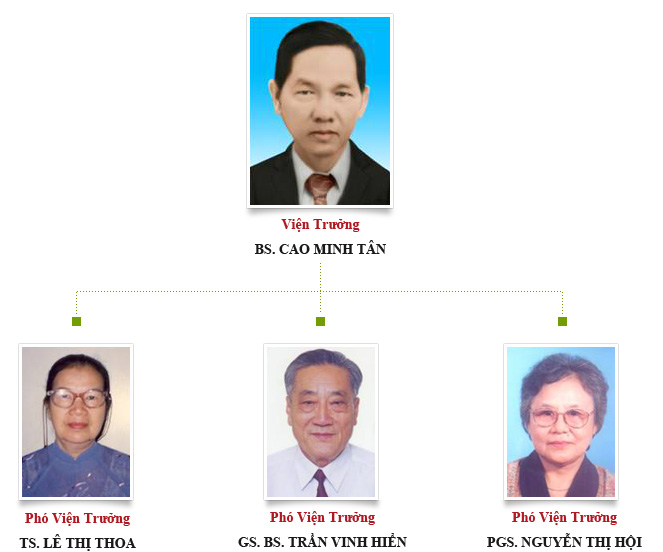 Viện Trưởng
BS. CAO MINH TÂN
Phó Viện Trưởng
TS. LÊ THỊ THOA
Phó Viện Trưởng
GS. BS. TRẦN VINH HIỂN
Phó Viện Trưởng
PGS. NGUYỄN THỊ HỘI